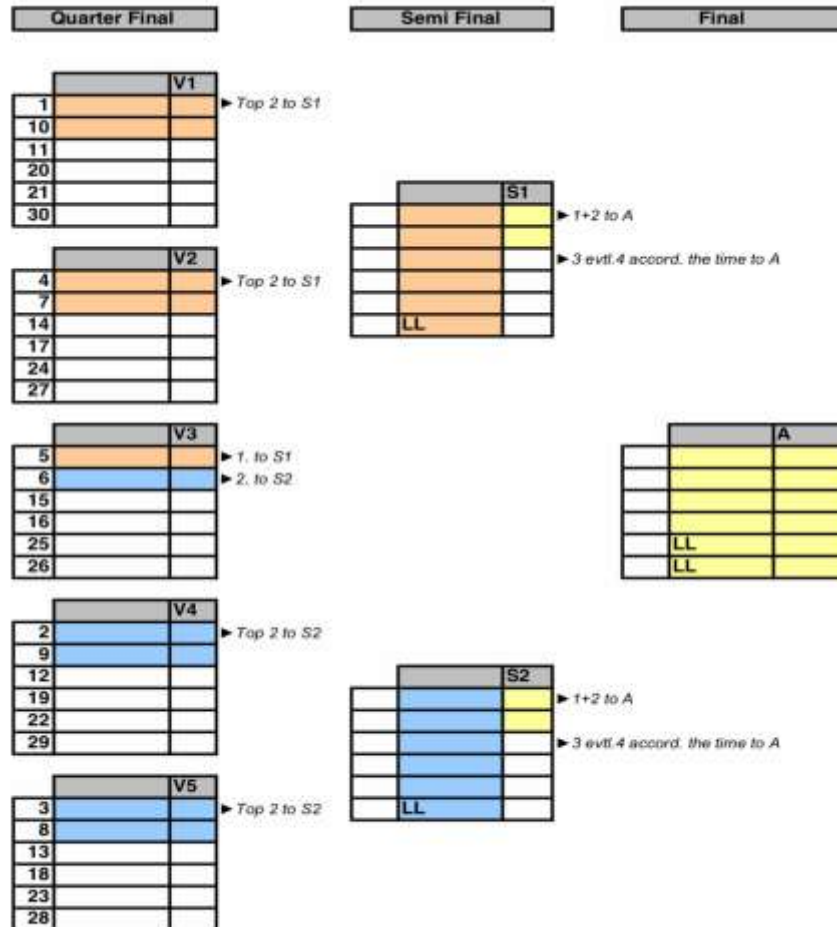 Quarter Final
Semi Final
Final
V1
1 ►Top 2 to S1
10
11
20
21
30
V2
4 ►Top 2 to S1
7
14
17
24
27
V3
5 ►1. to S1
6 ►2. to S2
15
16
25
26
V4
2 ►Top 2 to S2
9
12
19
22
29
V5
3 ►Top 2 to S2
8
13
18
23
28
S1
►1+2 to A
►3 evtl.4 accord. the time to A
LL
S2
►1+2 to A
►3 evtl.4 accord. the time to A
LL
A
LL
LL